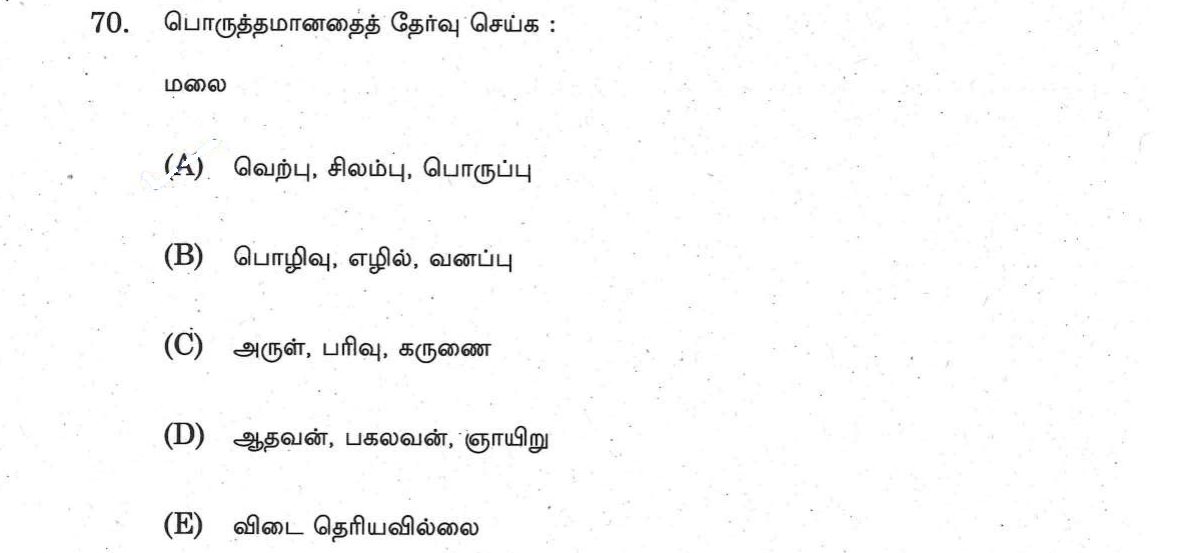 70. பொருத்தமானதைத் தேர்வு செய்க :
மலை
(A) வெற்பு, சிலம்பு, பொருப்பு
(B) பொழிவு, எழில், வனப்பு
(C) அருள், பரிவு, கருணை
(D) ஆதவன், பகலவன், ஞாயிறு
(E) விடை தெரியவில்லை